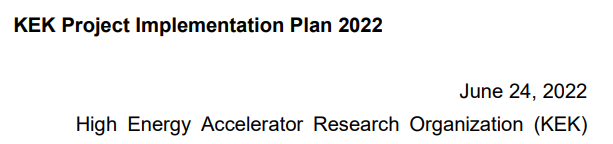 KEK Project Implementation Plan 2022
June 24, 2022
High Energy Accelerator Research Organization (KEK)